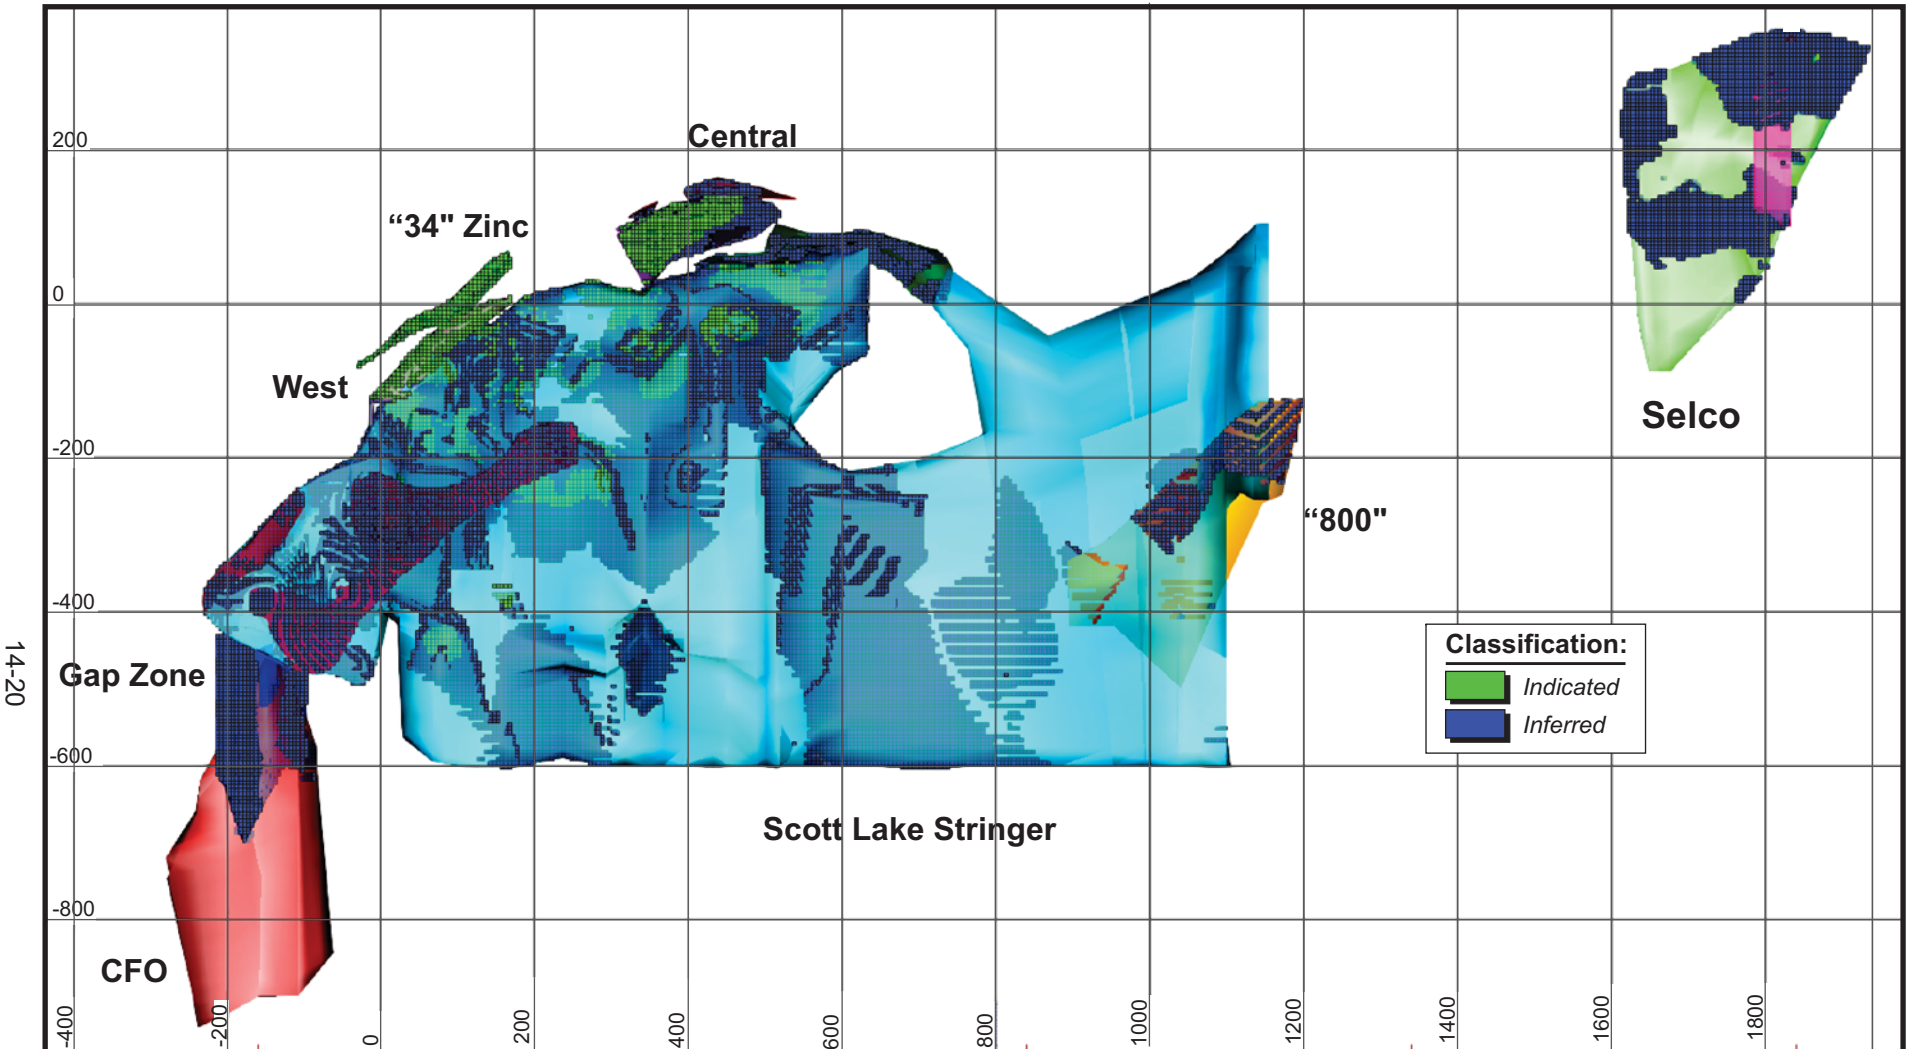 200
Central
“34" Zinc
0
West
Selco
-200
“800"
-400
Classification:
Indicated
Inferred
14-20
Gap Zone
-600
Scott Lake Stringer
-800
CFO
-400
-200
0
200
400
600
800
1000
1200
1400
1600
1800